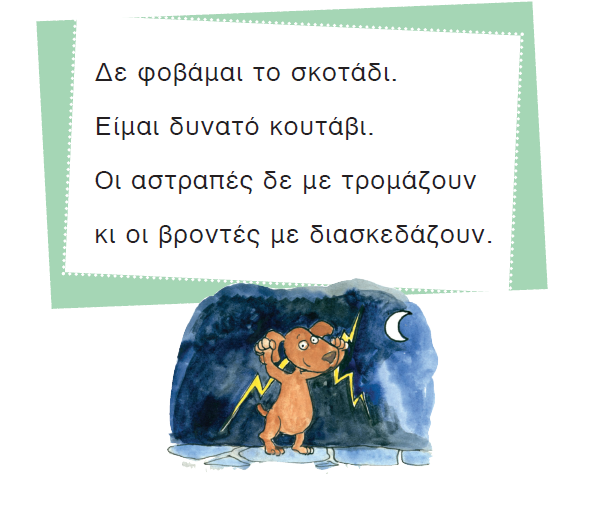 Δε φοβάμαι το σκοτάδι.
Είμαι δυνατό κουτάβι.
Οι αστραπές δε με τρομάζουν
κι οι βροντές με διασκεδάζουν.